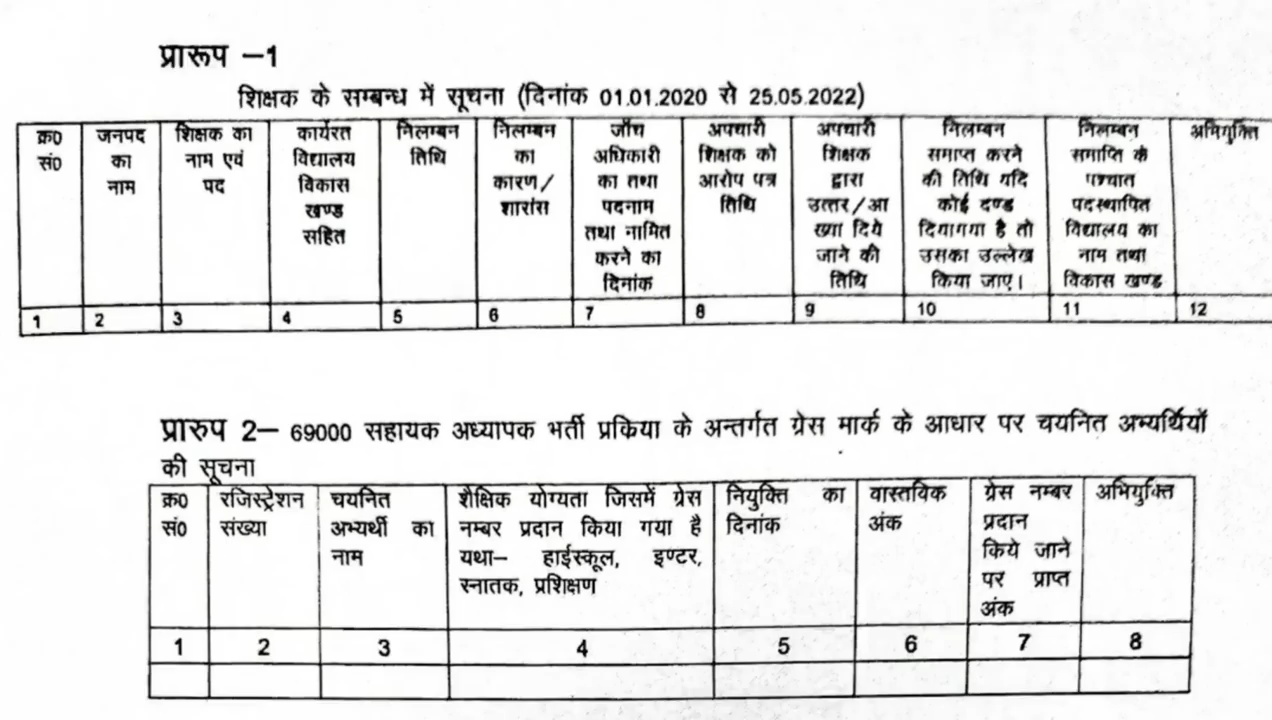 प्रारूप –1
शिक्षक के सम्बन्ध में सूचना (दिनांक 01.01.2020 से 25.05.2022)
क्र0 सं0
जनपद का नाम
शिक्षक का नाम एवं पद
कार्यरत विद्यालय विकास खण्ड सहित
निलम्बन तिथि
निलम्बन का कारण/ शारांस
जॉच अधिकारी का तथा पदनाम तथा नामित करने का दिनांक
अपचारी शिक्षक को आरोप पत्र तिथि
अपचारी शिक्षक द्वारा उत्तर/आ ख्या दिये जाने की तिथि
निलम्बन समाप्त करने की तिथि यदि कोई दण्ड दियागया है तो उसका उल्लेख किया जाए।
निलम्बन समाप्ति के पश्चात पदस्थापित विद्यालय का नाम तथा विकास खण्ड
अभियुक्ति
1 2 3 4 5 6 7 8 9 10 11 12
प्रारुप 2– 69000 सहायक अध्यापक भर्ती प्रकिया के अन्तर्गत ग्रेस मार्क के आधार पर चयनित अभ्यर्थियों
की सूचना
क्र0 सं0
रजिस्ट्रेशन संख्या
चयनित अभ्यर्थी का नाम
शैक्षिक योग्यता जिसमें ग्रेस नम्बर प्रदान किया गया है यथा– हाईस्कूल, इण्टर, स्नातक, प्रशिक्षण
नियुक्ति का दिनांक
वास्तविक अंक
ग्रेस नम्बर प्रदान किये जाने पर प्राप्त अंक
अभियुक्ति
1 2 3 4 5 6 7 8